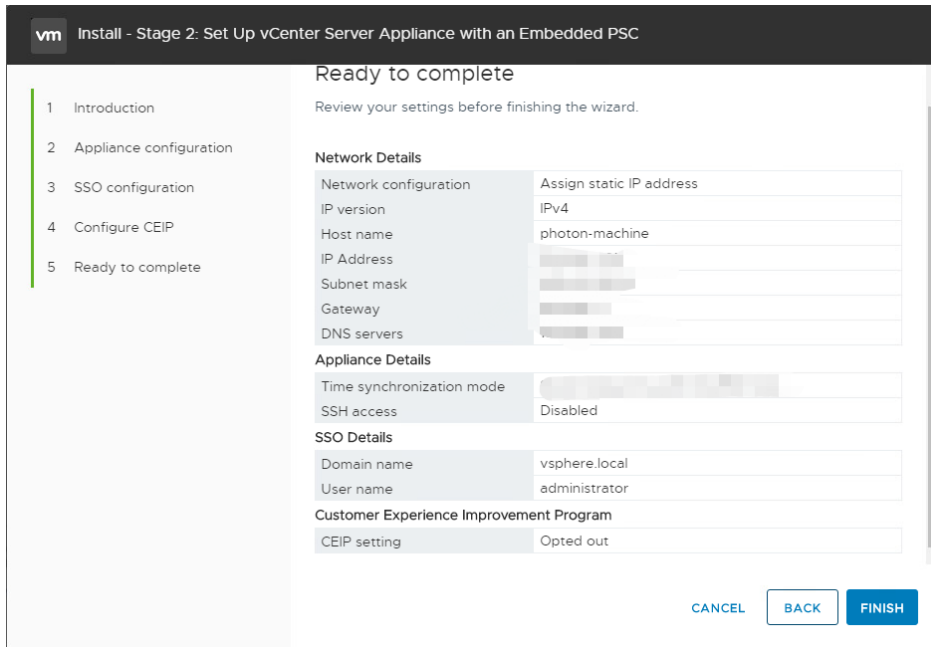 vm Install - Stage 2: Set Up vCenter Server Appliance with an Embedded PSC
1 Introduction
2 Appliance configuration
3 SSO configuration
4 Configure CEIP
5 Ready to complete
Ready to complete
Review your settings before finishing the wizard.
Network Details
Network configuration Assign static IP address
IP version IPv4
Host name photon-machine
IP Address
Subnet mask
Gateway
DNS servers
Appliance Details
Time synchronization mode
SSH access Disabled
SSO Details
Domain name vsphere.local
User name administrator
Customer Experience Improvement Program
CEIP setting Opted out
CANCEL BACK FINISH